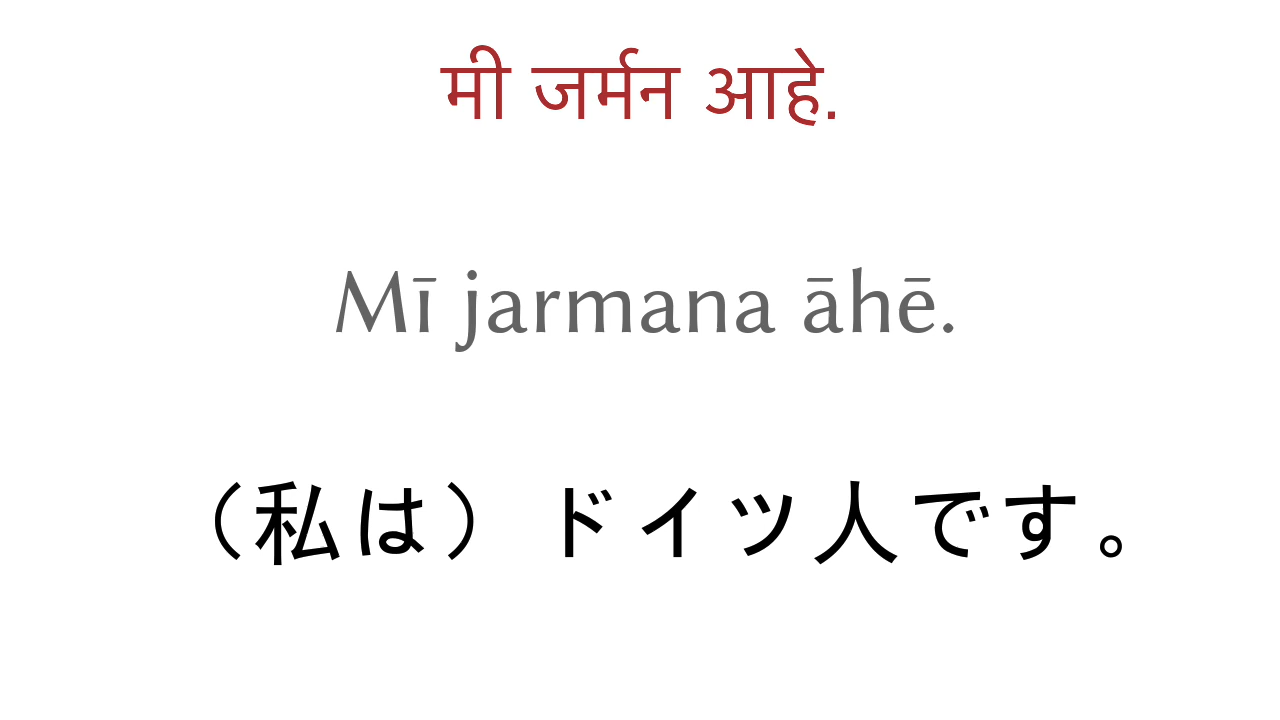 मी जर्मन आहे.
Mī jarmana āhē.
（私は）ドイツ人です。